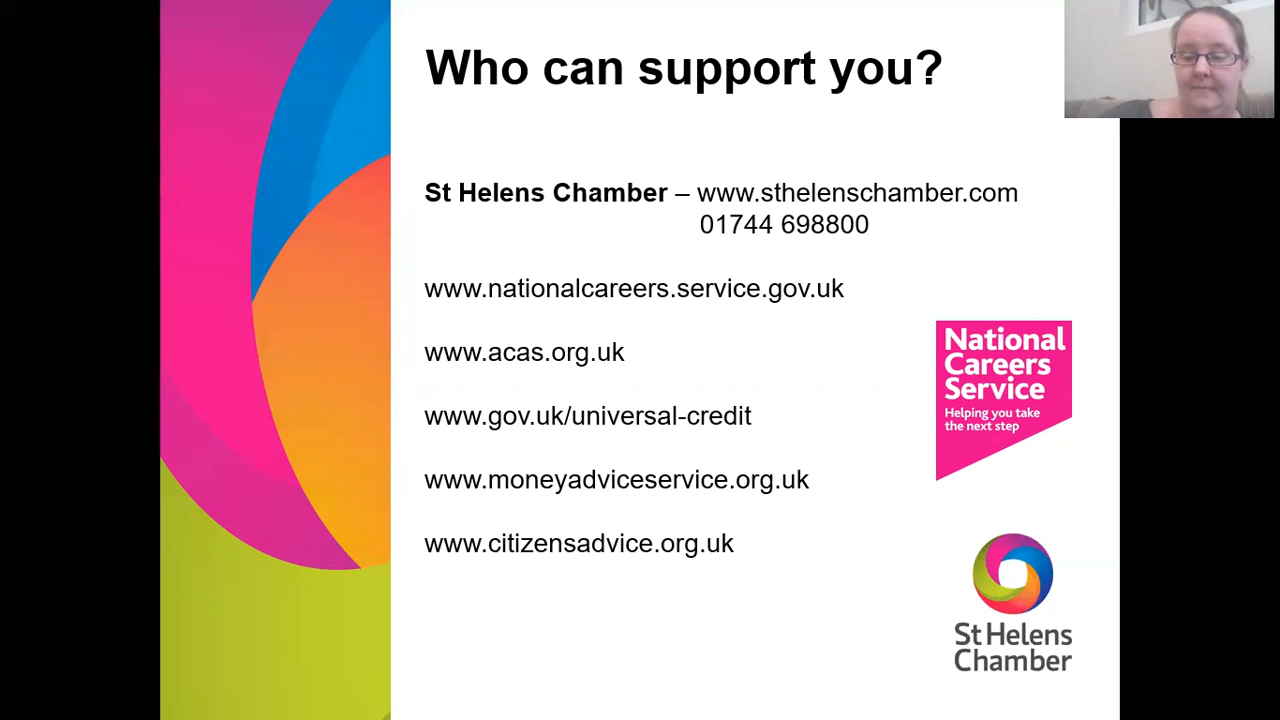 Who can support you?
St Helens Chamber – www.sthelenschamber.com
01744 698800
www.nationalcareers.service.gov.uk
www.acas.org.uk
www.gov.uk/universal-credit
www.moneyadviceservice.org.uk
www.citizensadvice.org.uk
National
Careers
Service
Helping you take
the next step
St Helens
Chamber